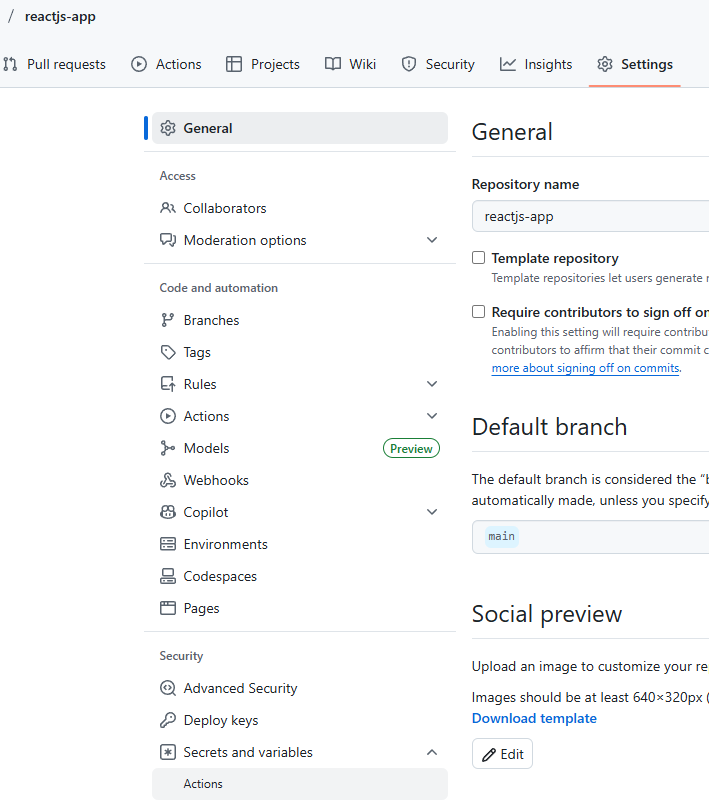 / reactjs-app
Pull requests Actions Projects Wiki Security Insights Settings
General
Access
Collaborators
Moderation options
Code and automation
Branches
Tags
Rules
Actions
Models Preview
Webhooks
Copilot
Environments
Codespaces
Pages
Security
Advanced Security
Deploy keys
Secrets and variables
Actions
General
Repository name
reactjs-app
Template repository
Template repositories let users generate
Require contributors to sign off on
Enabling this setting will require contribu
contributors to affirm that their commit c
more about signing off on commits.
Default branch
The default branch is considered the “b
automatically made, unless you specify
main
Social preview
Upload an image to customize your re
Images should be at least 640×320px (
Download template
Edit